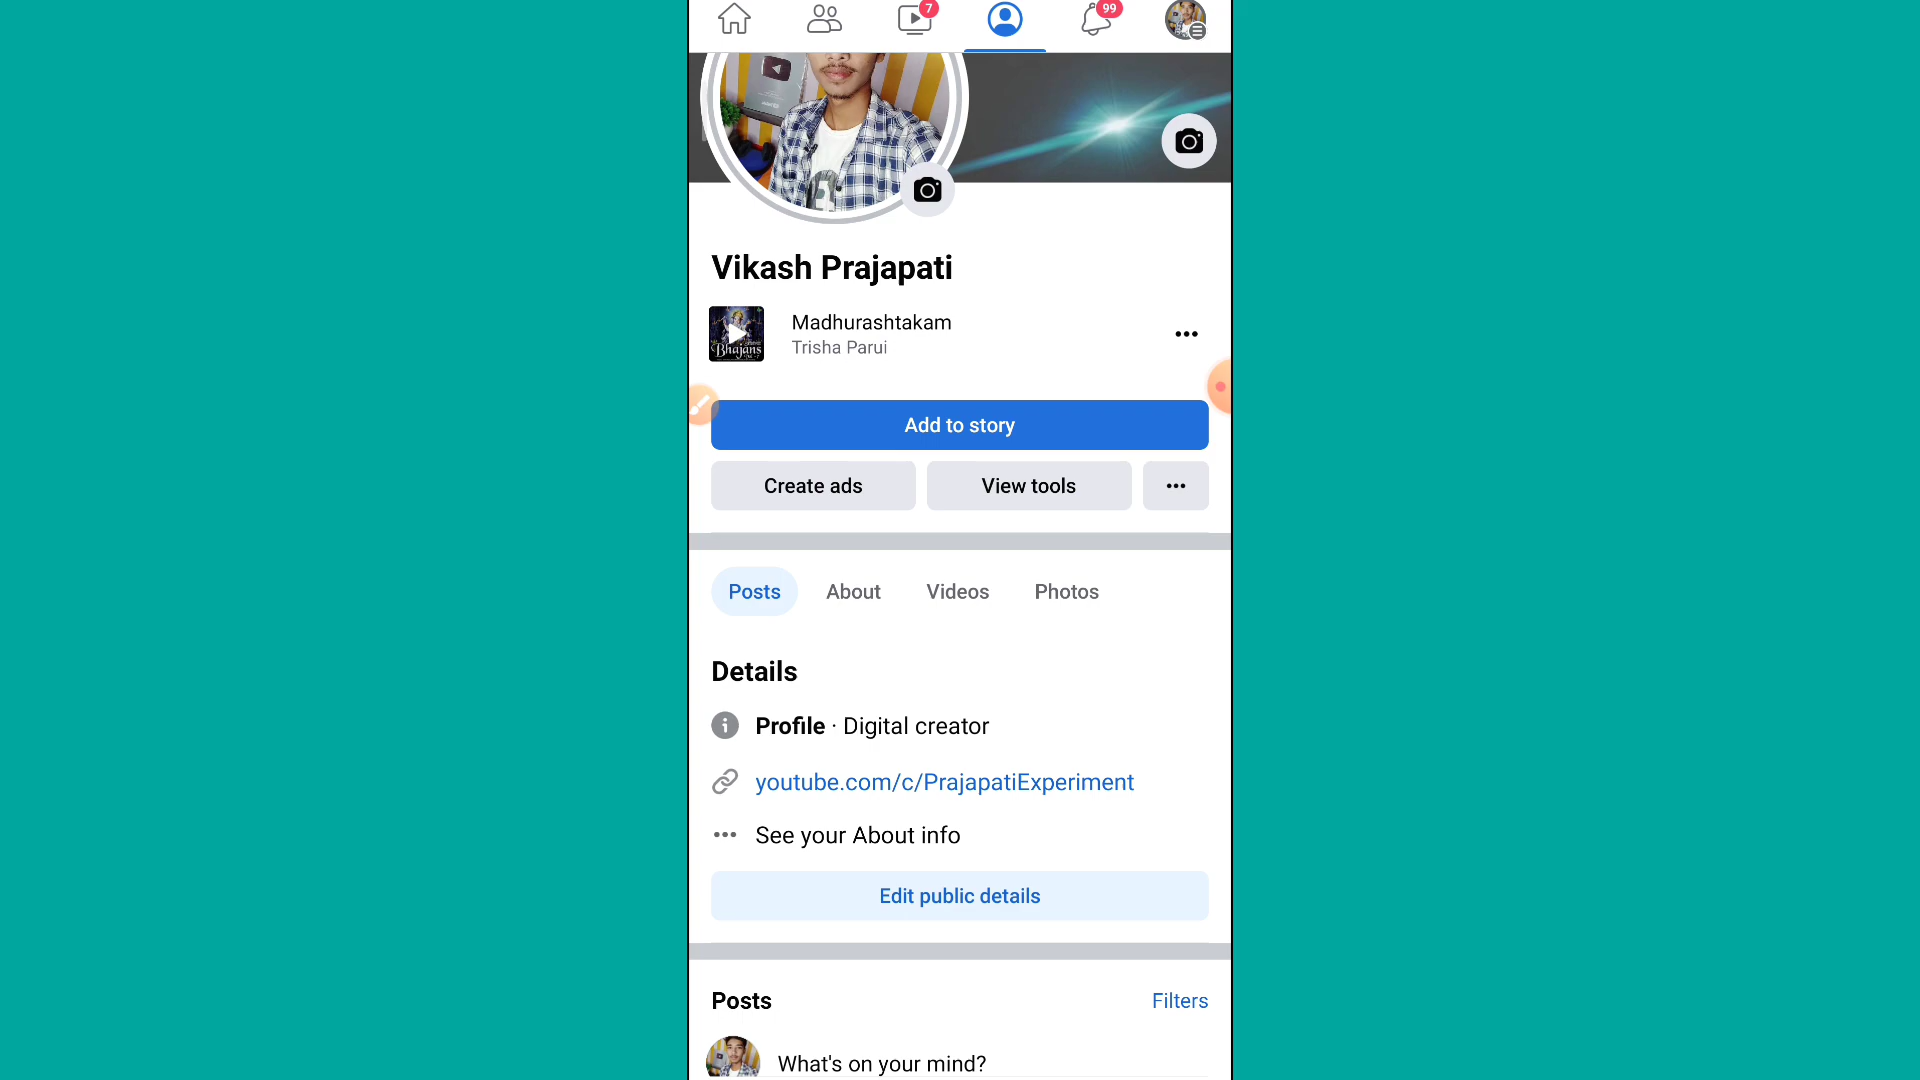 7
99
Vikash Prajapati
Bhajans
Madhurashtakam
Trisha Parui
Add to story
Create ads
View tools
Posts
About
Videos
Photos
Details
Profile · Digital creator
youtube.com/c/PrajapatiExperiment
See your About info
Edit public details
Posts
Filters
What's on your mind?